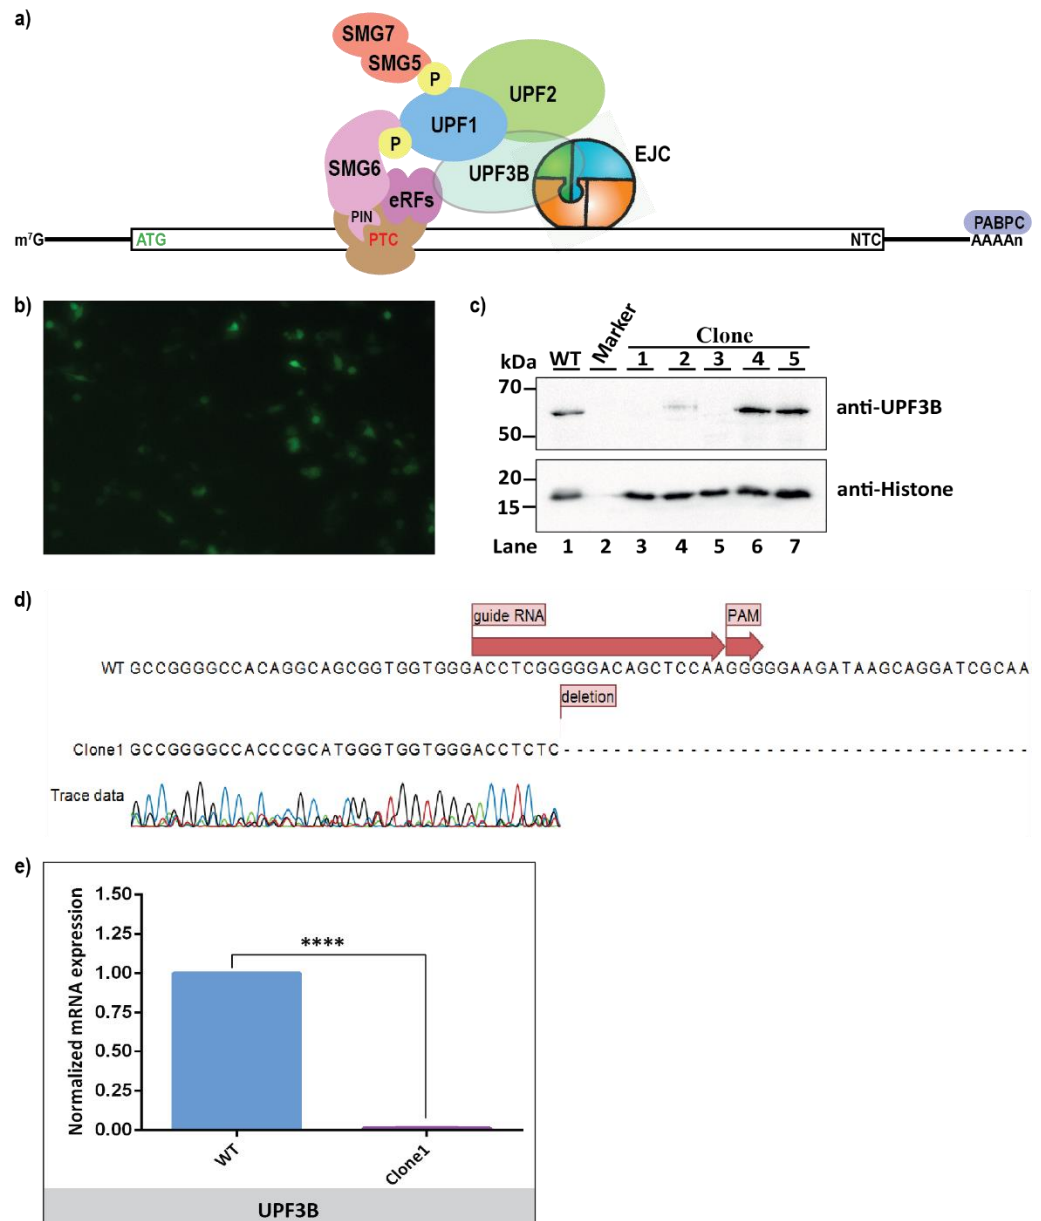 a)
SMG7
SMG5
P
UPF2
UPF1
P
EJC
SMG6
UPF3B
eRFs
PIN
PABPC
m⁷G
ATG
PTC
NTC
AAAAn
b)
c)
Clone
kDa WT Marker 1 2 3 4 5
70
anti-UPF3B
50
20
anti-Histone
15
Lane 1 2 3 4 5 6 7
d)
guide RNA PAM
WT GCCGGGGCCACAGGCAGCGGTGGTGGGACCTCGGGGGACAGCTCCAAGGGGGAAGATAAGCAGGATCGCAA
deletion
Clone1 GCCGGGGCCACCCGCATGGGTGGTGGGACCTCTC-------------------------------------
Trace data
e)
Normalized mRNA expression
1.50
1.25
****
1.00
0.75
0.50
0.25
0.00
WT
Clone1
UPF3B